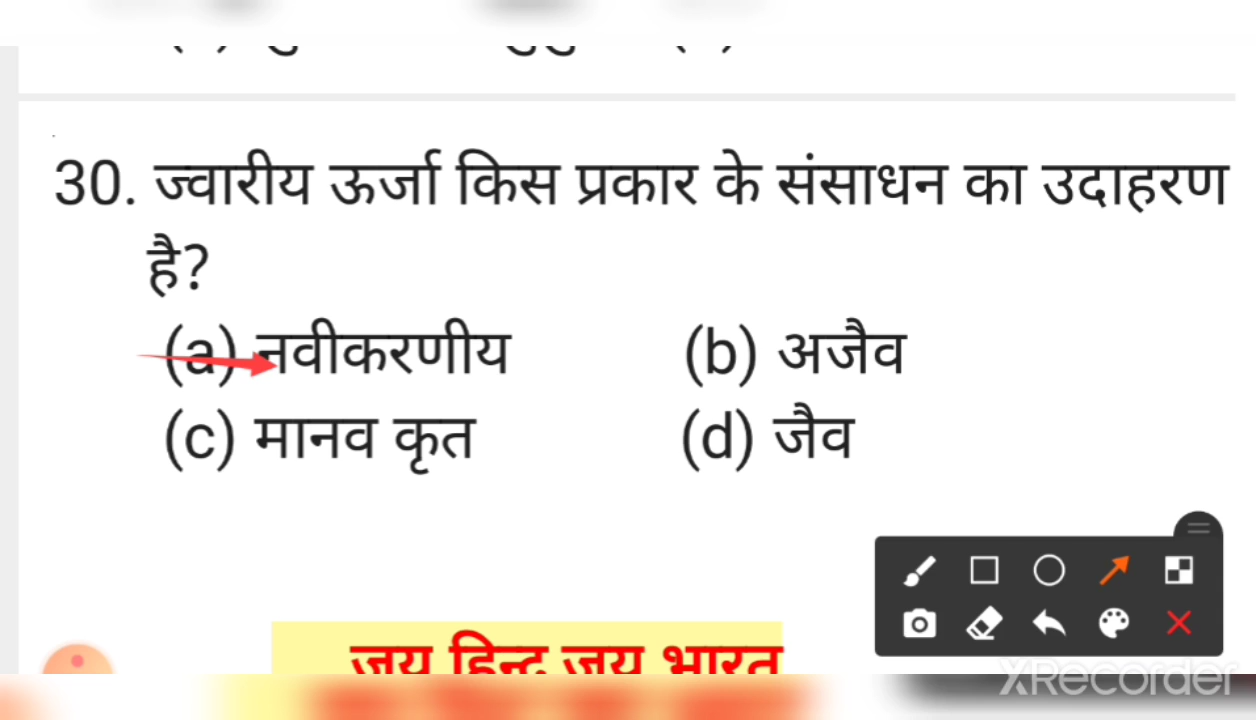 30. ज्वारीय ऊर्जा किस प्रकार के संसाधन का उदाहरण
है?
(a) नवीकरणीय (b) अजैव
(c) मानव कृत (d) जैव
जय हिन्द जय भारत
XRecorder